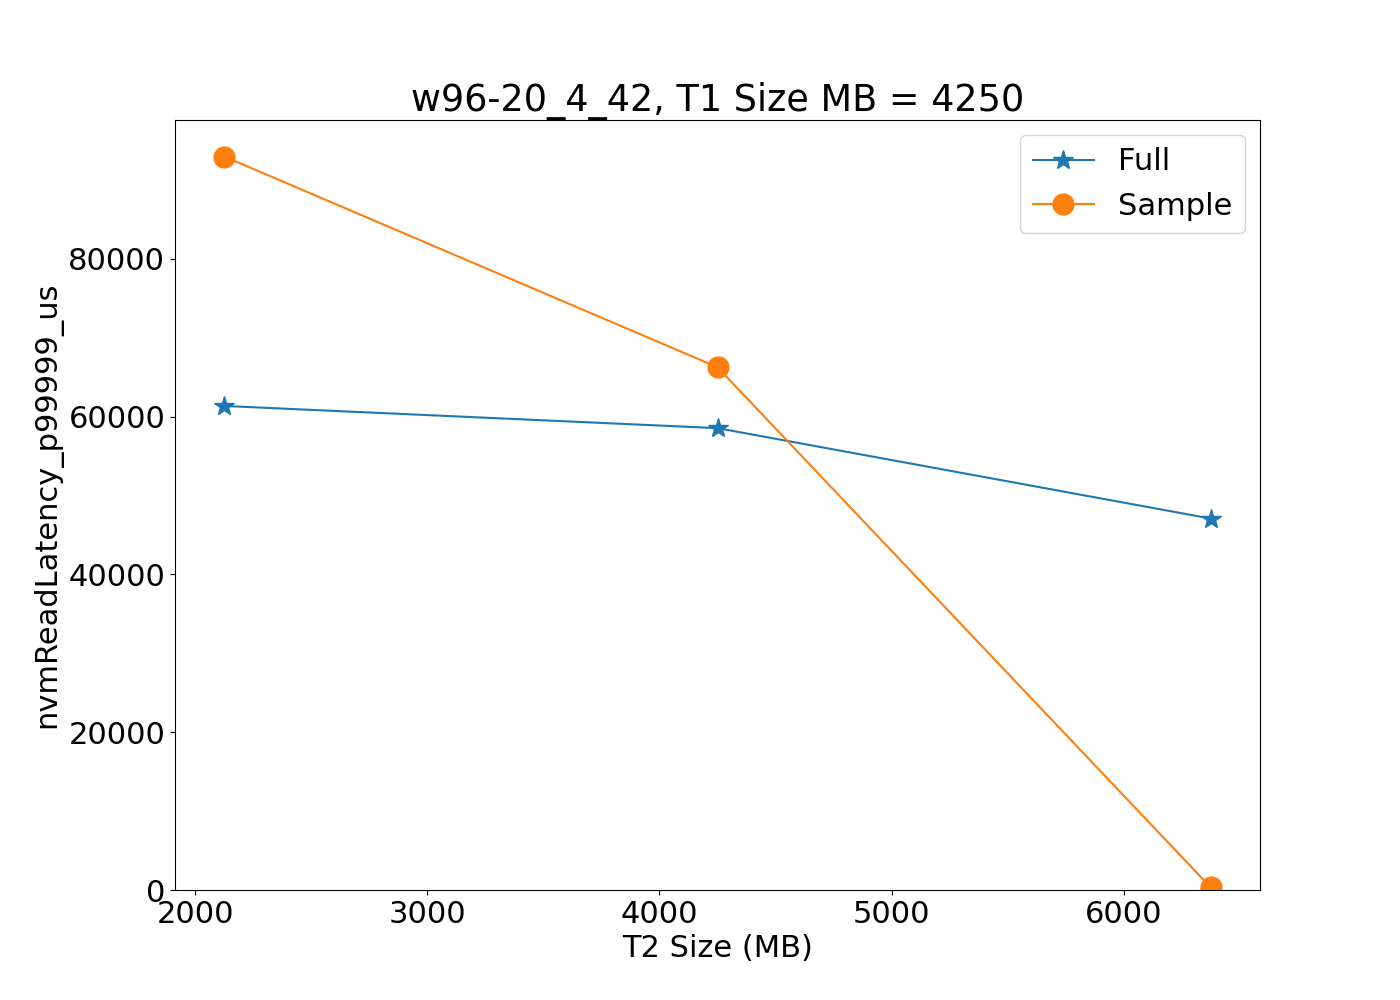 w96-20_4_42, T1 Size MB = 4250
Full
Sample
80000
60000
40000
20000
0
nvmReadLatency_p99999_us
2000 3000 4000 5000 6000
T2 Size (MB)